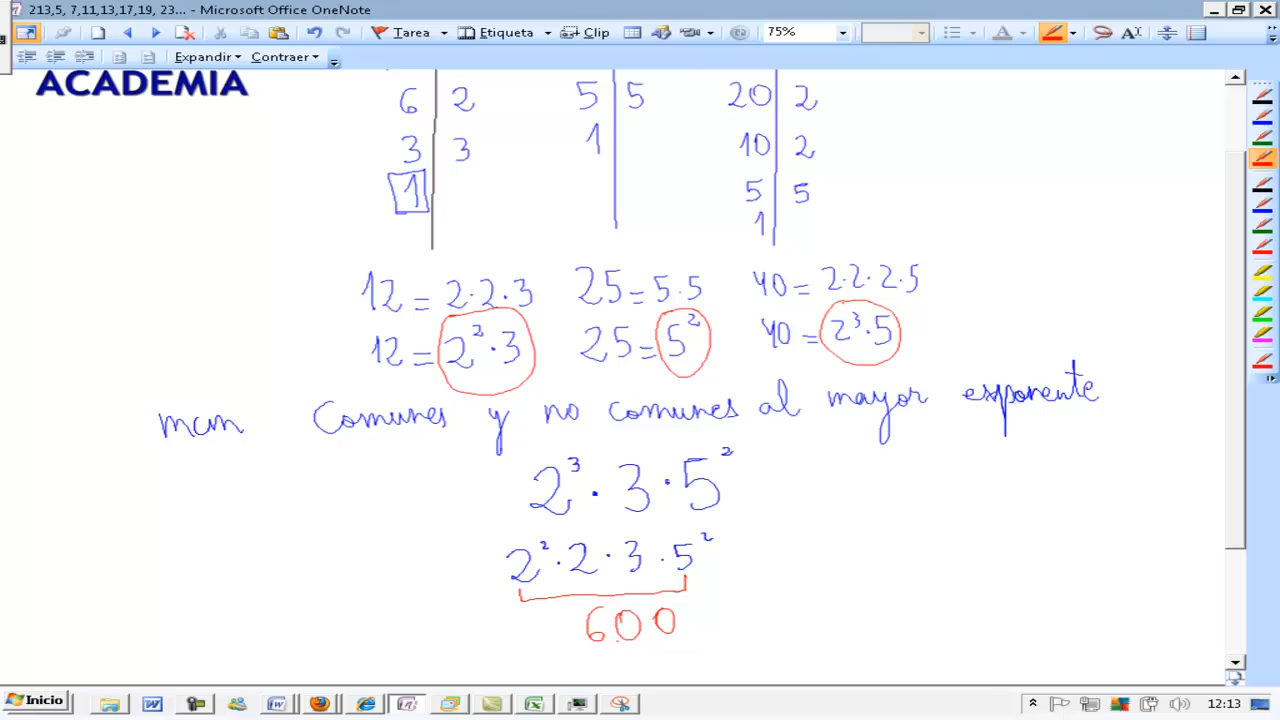 213,5, 7,11,13,17,19, 23... - Microsoft Office OneNote
Tarea Etiqueta Clip 75%
Expandir Contraer
ACADEMIA
6 2 5 5 20 2
3 3 1 10 2
1 5 5
1
12 = 2·2·3 25 = 5·5 40 = 2·2·2·5
12 = 2²·3 25 = 5² 40 = 2³·5
mcm Comunes y no comunes al mayor exponente
2³·3·5²
2²·2·3·5²
600
Inicio 12:13